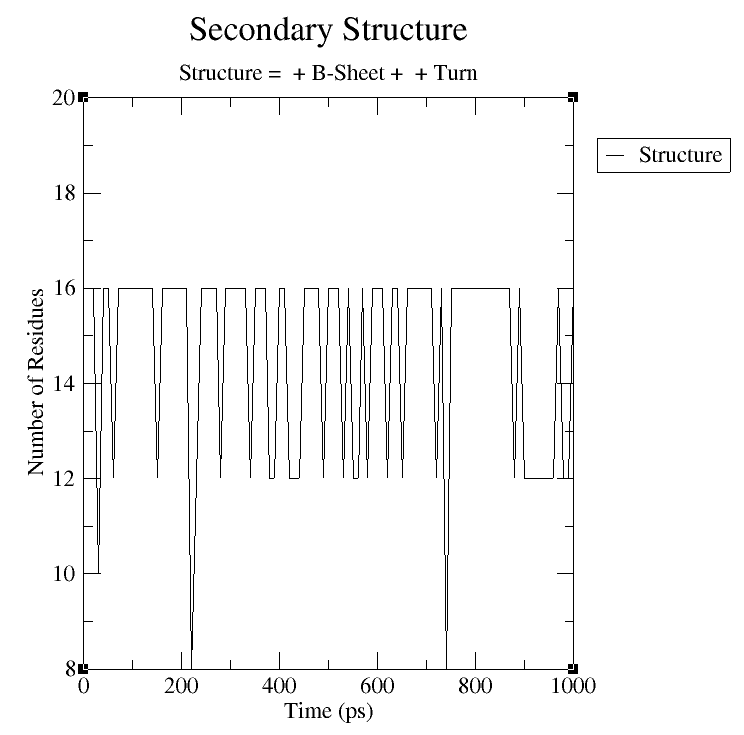 Secondary Structure
Structure =  + B-Sheet +  + Turn
20
18
16
14
12
10
8
Number of Residues
0 200 400 600 800 1000
Time (ps)
Structure